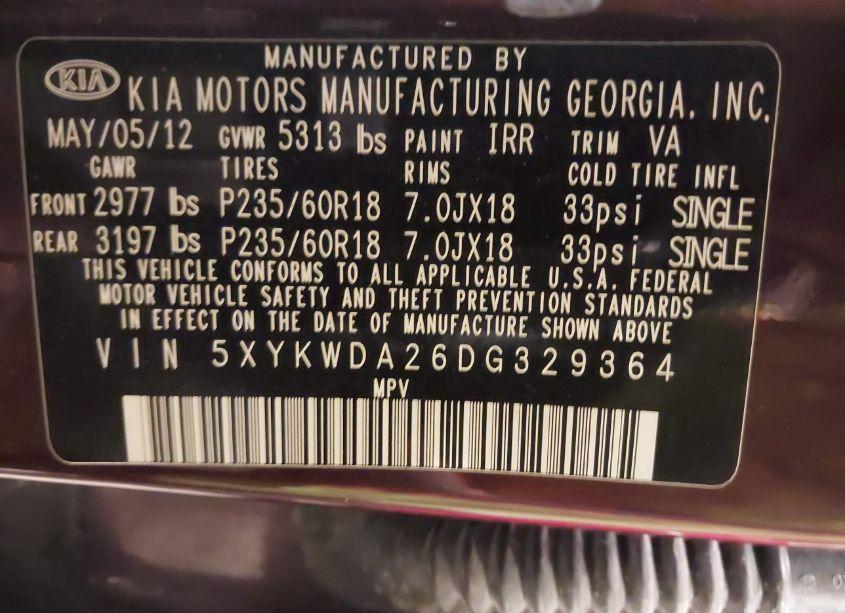 MANUFACTURED BY
KIA KIA MOTORS MANUFACTURING GEORGIA, INC.
MAY/05/12 GVWR 5313 lbs PAINT IRR TRIM VA
GAWR TIRES RIMS COLD TIRE INFL
FRONT 2977 lbs P235/60R18 7.0JX18 33psi SINGLE
REAR 3197 lbs P235/60R18 7.0JX18 33psi SINGLE
THIS VEHICLE CONFORMS TO ALL APPLICABLE U.S.A. FEDERAL
MOTOR VEHICLE SAFETY AND THEFT PREVENTION STANDARDS
IN EFFECT ON THE DATE OF MANUFACTURE SHOWN ABOVE
VIN 5XYKWDA26DG329364
MPV